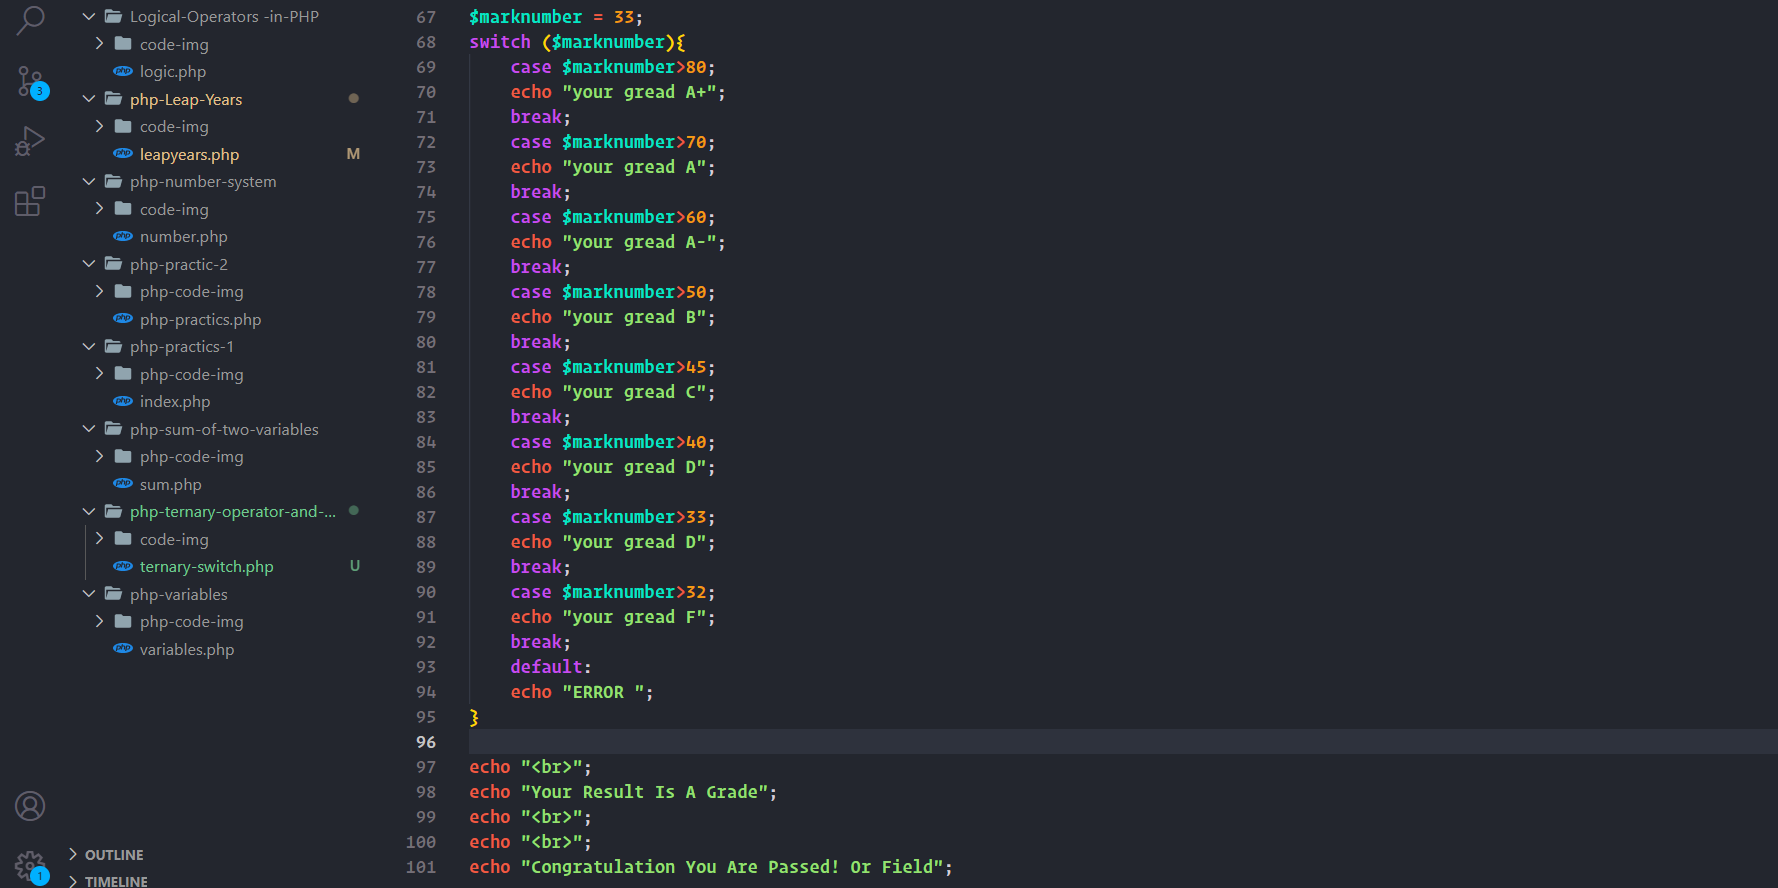 Logical-Operators -in-PHP
code-img
logic.php
php-Leap-Years
code-img
leapyears.php M
php-number-system
code-img
number.php
php-practic-2
php-code-img
php-practics.php
php-practics-1
php-code-img
index.php
php-sum-of-two-variables
php-code-img
sum.php
php-ternary-operator-and-...
code-img
ternary-switch.php U
php-variables
php-code-img
variables.php
OUTLINE
TIMELINE
3
1
67 $marknumber = 33;
68 switch ($marknumber){
69 case $marknumber>80;
70 echo "your gread A+";
71 break;
72 case $marknumber>70;
73 echo "your gread A";
74 break;
75 case $marknumber>60;
76 echo "your gread A-";
77 break;
78 case $marknumber>50;
79 echo "your gread B";
80 break;
81 case $marknumber>45;
82 echo "your gread C";
83 break;
84 case $marknumber>40;
85 echo "your gread D";
86 break;
87 case $marknumber>33;
88 echo "your gread D";
89 break;
90 case $marknumber>32;
91 echo "your gread F";
92 break;
93 default:
94 echo "ERROR ";
95 }
96
97 echo "<br>";
98 echo "Your Result Is A Grade";
99 echo "<br>";
100 echo "<br>";
101 echo "Congratulation You Are Passed! Or Field";